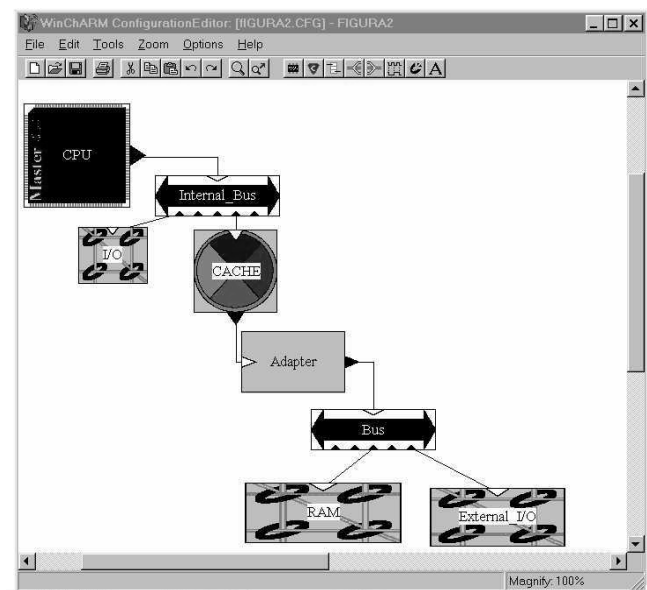 WinChARM ConfigurationEditor: [fIGURA2.CFG] - FIGURA2
File Edit Tools Zoom Options Help
A
Master
CPU
Internal_Bus
I/O
CACHE
Adapter
Bus
RAM
External_I/O
Magnify: 100%